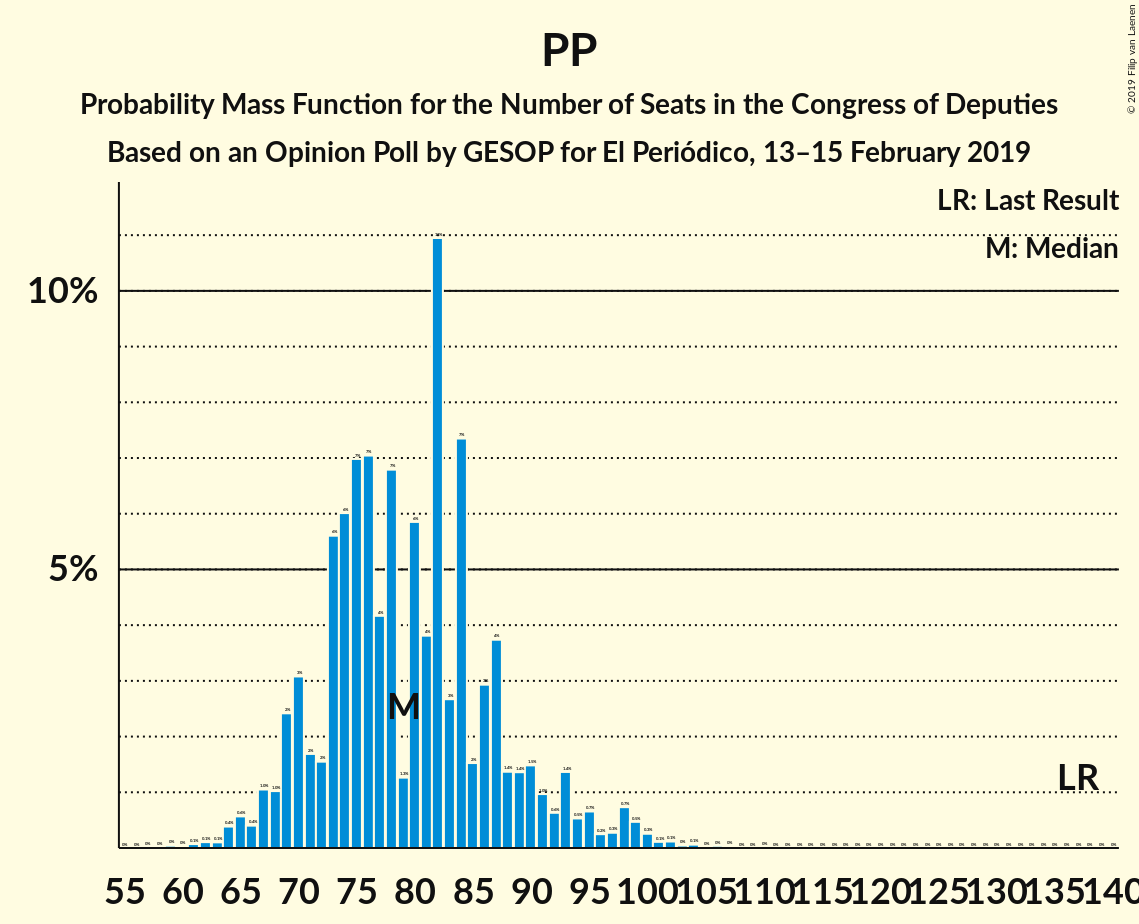 © 2019 Filip van Laenen
PP
Probability Mass Function for the Number of Seats in the Congress of Deputies
Based on an Opinion Poll by GESOP for El Periódico, 13–15 February 2019
LR: Last Result
M: Median
10%
5%
M
LR
55 60 65 70 75 80 85 90 95 100 105 110 115 120 125 130 135 140